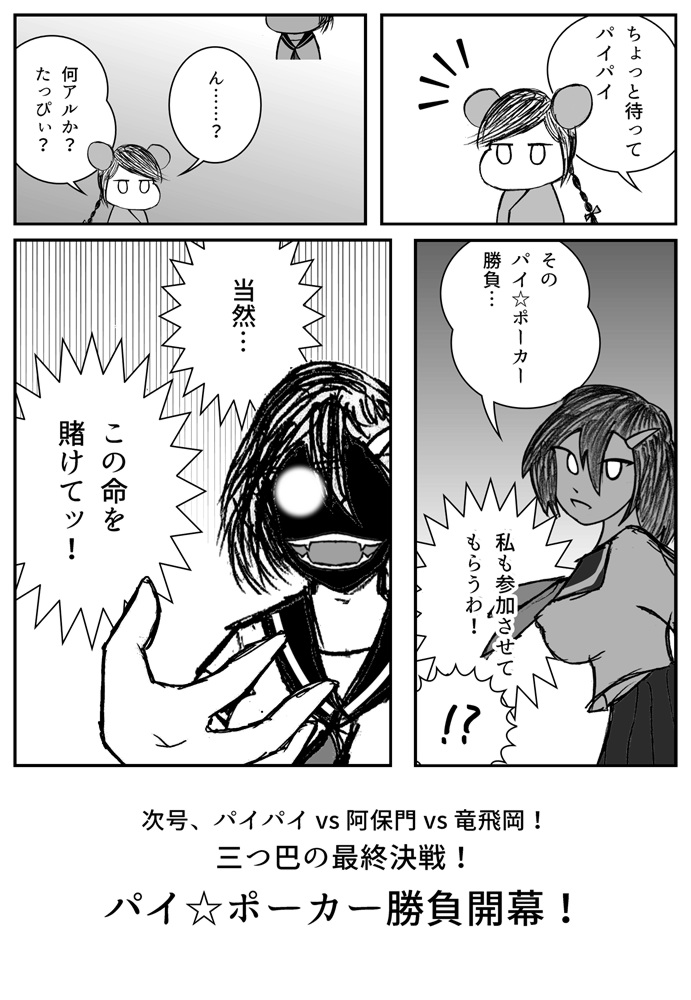 ちょっと待って
パイパイ
ん……?
何アルか?
たっぴぃ?
その
パイ☆ポーカー
勝負…
私も参加させて
もらうわ!
!?
当然…
この命を
賭けてッ!
次号、パイパイ vs 阿保門 vs 竜飛岡!
三つ巴の最終決戦!
パイ☆ポーカー勝負開幕!